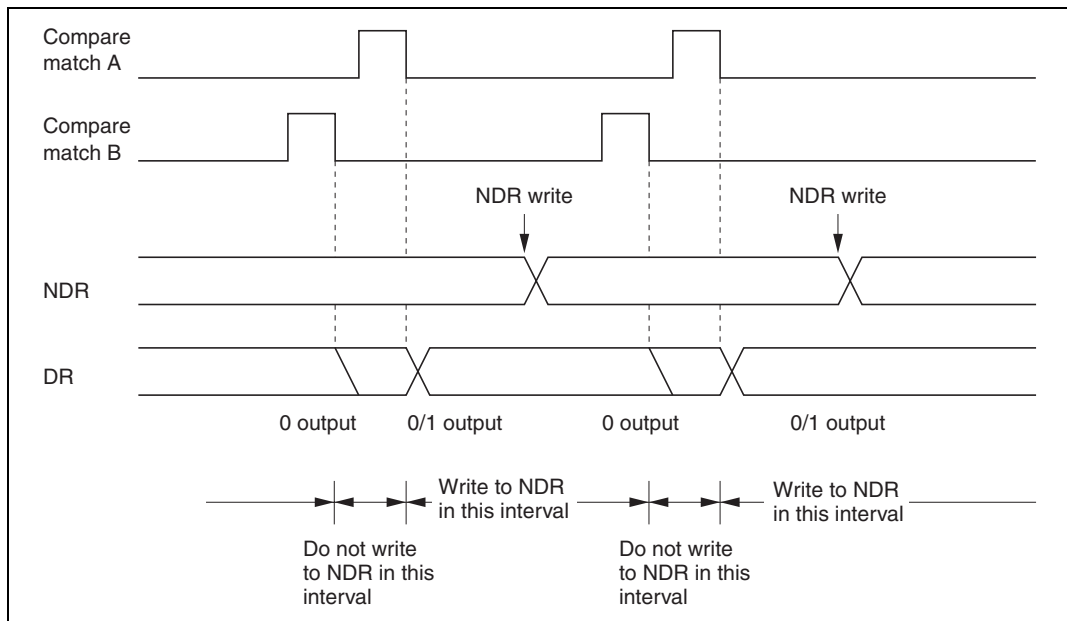 Compare
match A
Compare
match B
NDR write
NDR write
NDR
DR
0 output
0/1 output
0 output
0/1 output
Write to NDR
in this interval
Write to NDR
in this interval
Do not write
to NDR in this
interval
Do not write
to NDR in this
interval